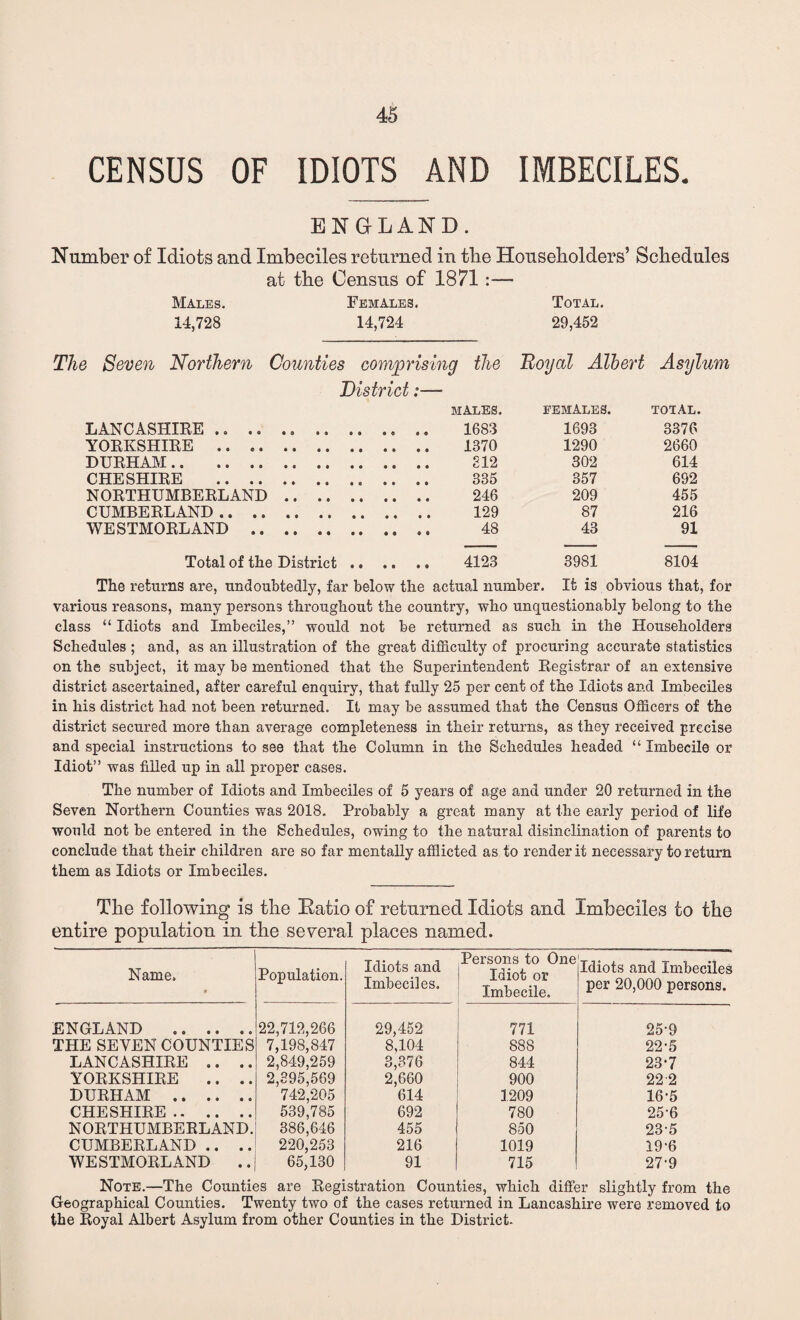 45
CENSUS OF IDIOTS AND IMBECILES.
ENGLAND.
Number of Idiots and Imbeciles returned in the Householders’ Schedules
at the Census of 1871 :—
Males. Females. Total.
14,728 14,724 29,452
The Seven Northern Counties comprising the Royal Albert Asylum
District:—
MALES. FEMALES. TOTAL.
LANCASHIRE .. .. .. .. .. .. .. .. 1683 1693 3376
YORKSHIRE .. .. .. .. .. .. .. .. 1370 1290 2660
DURHAM .. .. .. .. .. .. .. .. .. 312 302 614
CHESHIRE .. .. .. .. .. .. .. .. 335 357 692
NORTHUMBERLAND .. .. .. .. .. .. 246 209 455
CUMBERLAND .. .. .. .. .. .. .. .. 129 87 216
WESTMORLAND .. .. .. .. .. .. .. 48 43 91
Total of the District .. .. .. 4123 3981 8104
The returns are, undoubtedly, far below the actual number. It is obvious that, for
various reasons, many persons throughout the country, who unquestionably belong to the
class “ Idiots and Imbeciles,” would not be returned as such in the Householders
Schedules ; and, as an illustration of the great difficulty of procuring accurate statistics
on the subject, it may be mentioned that the Superintendent Registrar of an extensive
district ascertained, after careful enquiry, that fully 25 per cent of the Idiots and Imbeciles
in his district had not been returned. It may be assumed that the Census Officers of the
district secured more than average completeness in their returns, as they received precise
and special instructions to see that the Column in the Schedules headed “ Imbecile or
Idiot” was filled up in all proper cases.
The number of Idiots and Imbeciles of 5 years of age and under 20 returned in the
Seven Northern Counties was 2018. Probably a great many at the early period of life
would not be entered in the Schedules, owing to the natural disinclination of parents to
conclude that their children are so far mentally afflicted as to render it necessary to return
them as Idiots or Imbeciles.
The following is the Ratio of returned Idiots and Imbeciles to the
entire population in the several places named.
Name. Population. Idiots and Imbeciles. Persons to One Idiot or Imbecile. Idiots and Imbeciles per 20,000 persons.
ENGLAND .. .. .. 22,712,266 29,452 771 25·9
THE SEVEN COUNTIES 7,198,847 8,104 888 22·5
LANCASHIRE .. .. 2,849,259 3,376 844 23·7
YORKSHIRE .. .. 2,395,569 2,660 900 22 2
DURHAM .. .. .. 742,205 614 1209 16·5
CHESHIRE .. .. .. 539,785 692 780 25·6
NORTHUMBERLAND. 386,646 455 850 23·5
CUMBERLAND .. .. 220,253 216 1019 19·6
WESTMORLAND .. 65,130 91 715 27·9
Note.—The Counties are Registration Counties, which differ slightly from the
Geographical Counties. Twenty two of the cases returned in Lancashire were removed to
the Royal Albert Asylum from other Counties in the District.